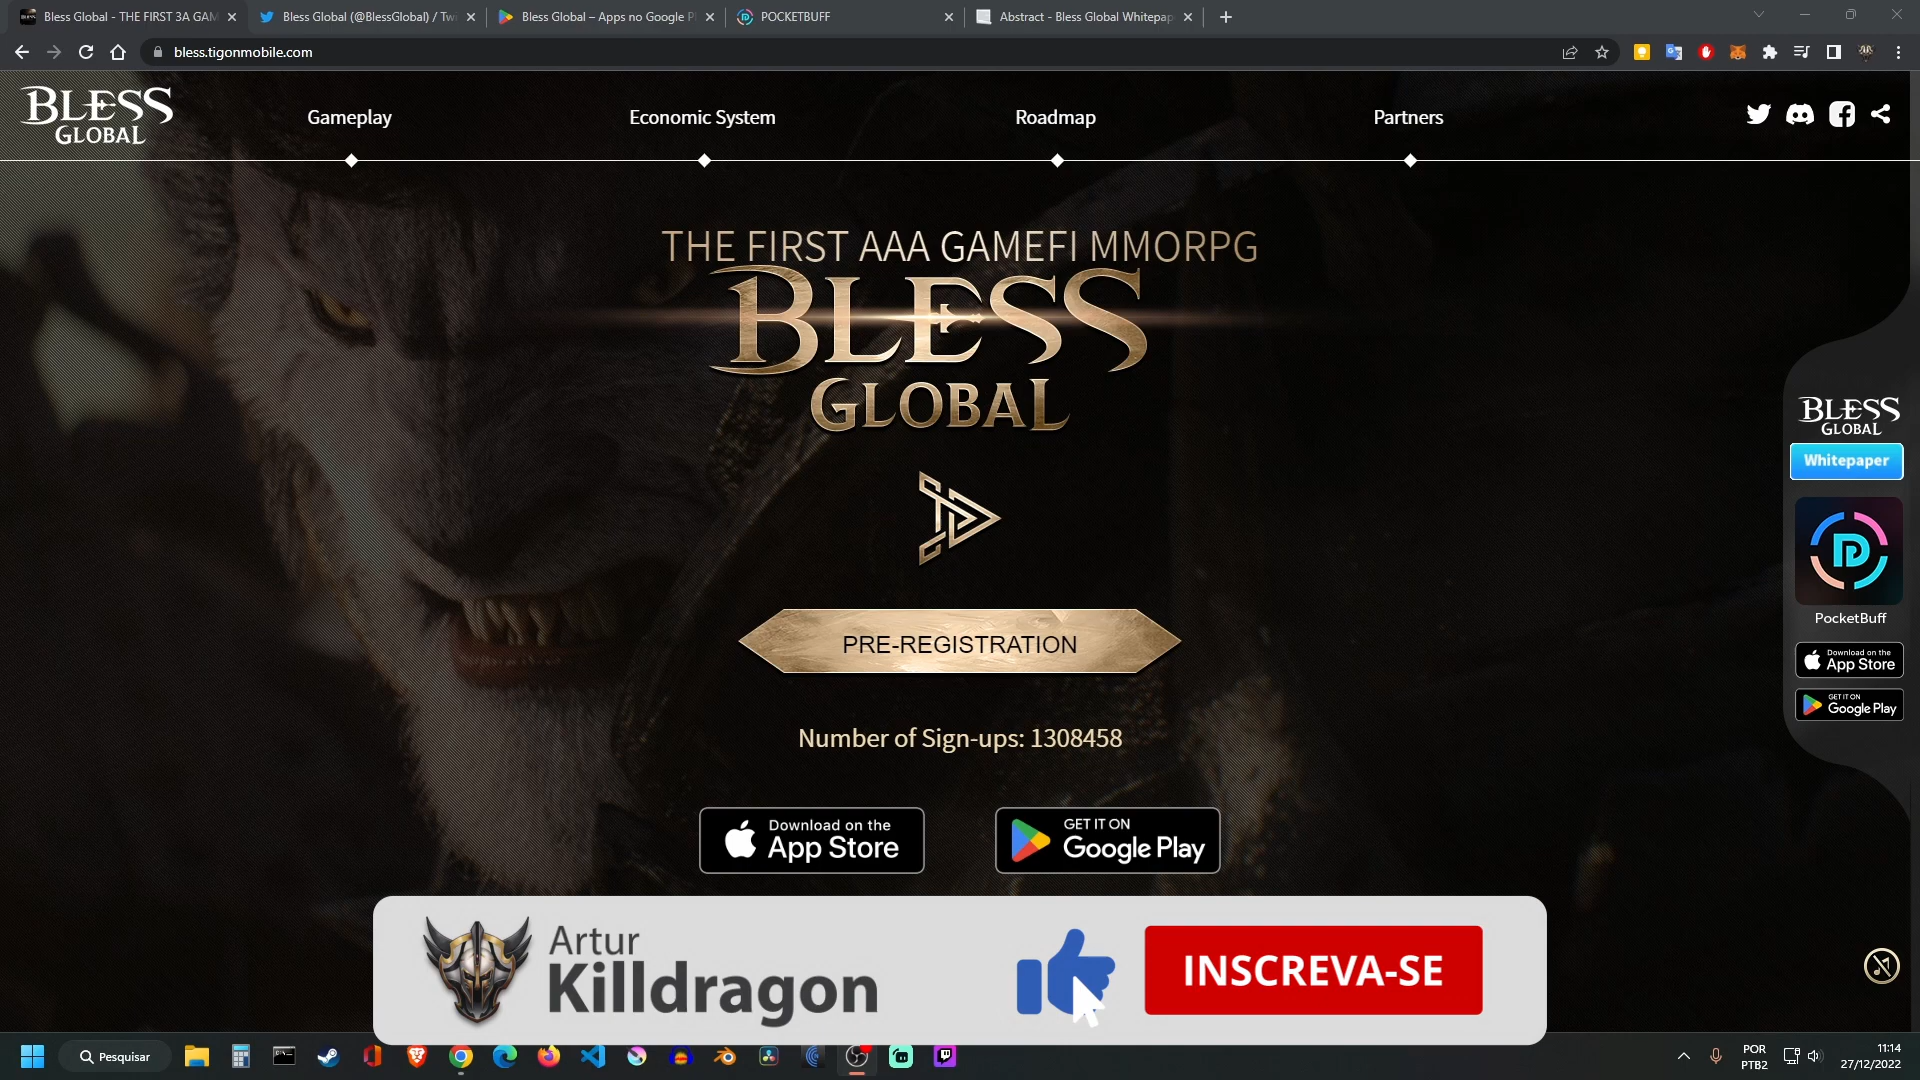 Bless Global - THE FIRST 3A GAM
Bless Global (@BlessGlobal) / Twi
Bless Global – Apps no Google P
POCKETBUFF
Abstract - Bless Global Whitepap
bless.tigonmobile.com
BLESS
GLOBAL
Gameplay
Economic System
Roadmap
Partners
THE FIRST AAA GAMEFI MMORPG
BLESS
GLOBAL
PRE-REGISTRATION
Number of Sign-ups: 1308458
Download on the
App Store
GET IT ON
Google Play
BLESS
GLOBAL
Whitepaper
PocketBuff
Download on the
App Store
GET IT ON
Google Play
Artur
Killdragon
INSCREVA-SE
Pesquisar
POR
PTB2
11:14
27/12/2022